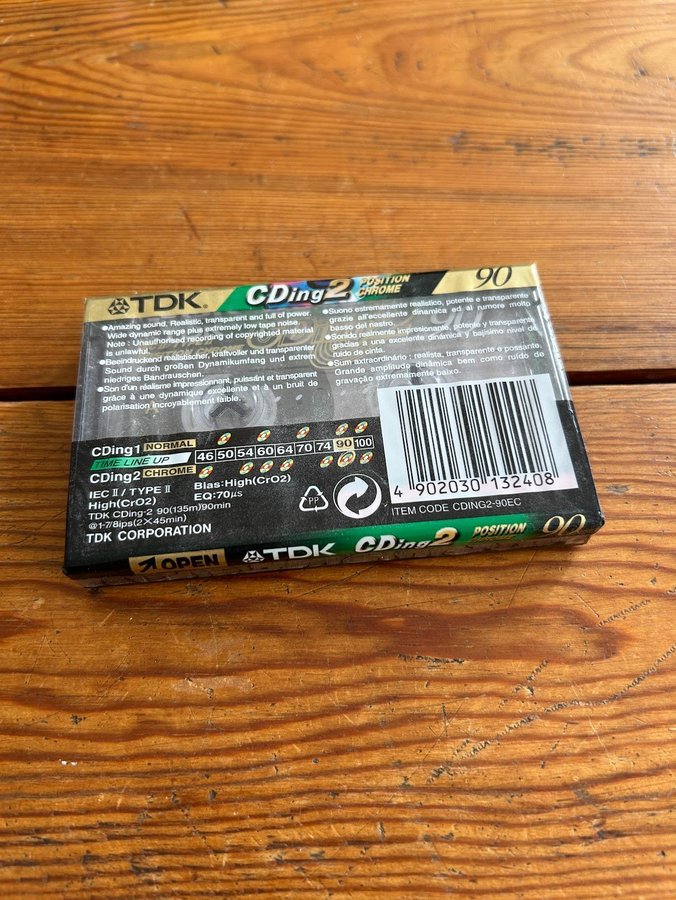 TDK. CDing2 POSITION CHROME 90
●Amazing sound, Realistic, transparent and full of power.
Wide dynamic range plus extremely low tape noise.
Note : Unauthorised recording of copyrighted material
is unlawful.
●Beeindruckend realistischer, kraftvoller und transparenter
Sound durch großen Dynamikumfang und extrem
niedriges Bandrauschen.
●Son d'un réalisme impressionnant, puissant et transparent
grâce à une dynamique excellente et à un bruit de
polarisation incroyablement faible.
●Suono extremamente realistico, potente e transparente
grazie all'eccellente dinamica ed al rumore molto
basso del nastro.
●Sonido realmente impresionante, potente y transparente,
gracias a une excelente dinámica y bajísimo nivel de
ruido de cinta.
●Sum axtraordinário : realista, transparente e possante.
Grande amplitude dinâmica bem como ruído de
gravação extremamente baixo.
CDing1 NORMAL
TIME LINE UP 46 50 54 60 64 70 74 90 100
CDing2 CHROME
IEC II / TYPE II Bias:High(CrO2)
High(CrO2) EQ:70μs
TDK CDing-2 90(135m)90min
@1-7/8ips(2×45min)
TDK CORPORATION
PP
4 902030 132408
ITEM CODE CDING2-90EC
OPEN TDK CDing2 POSITION 90